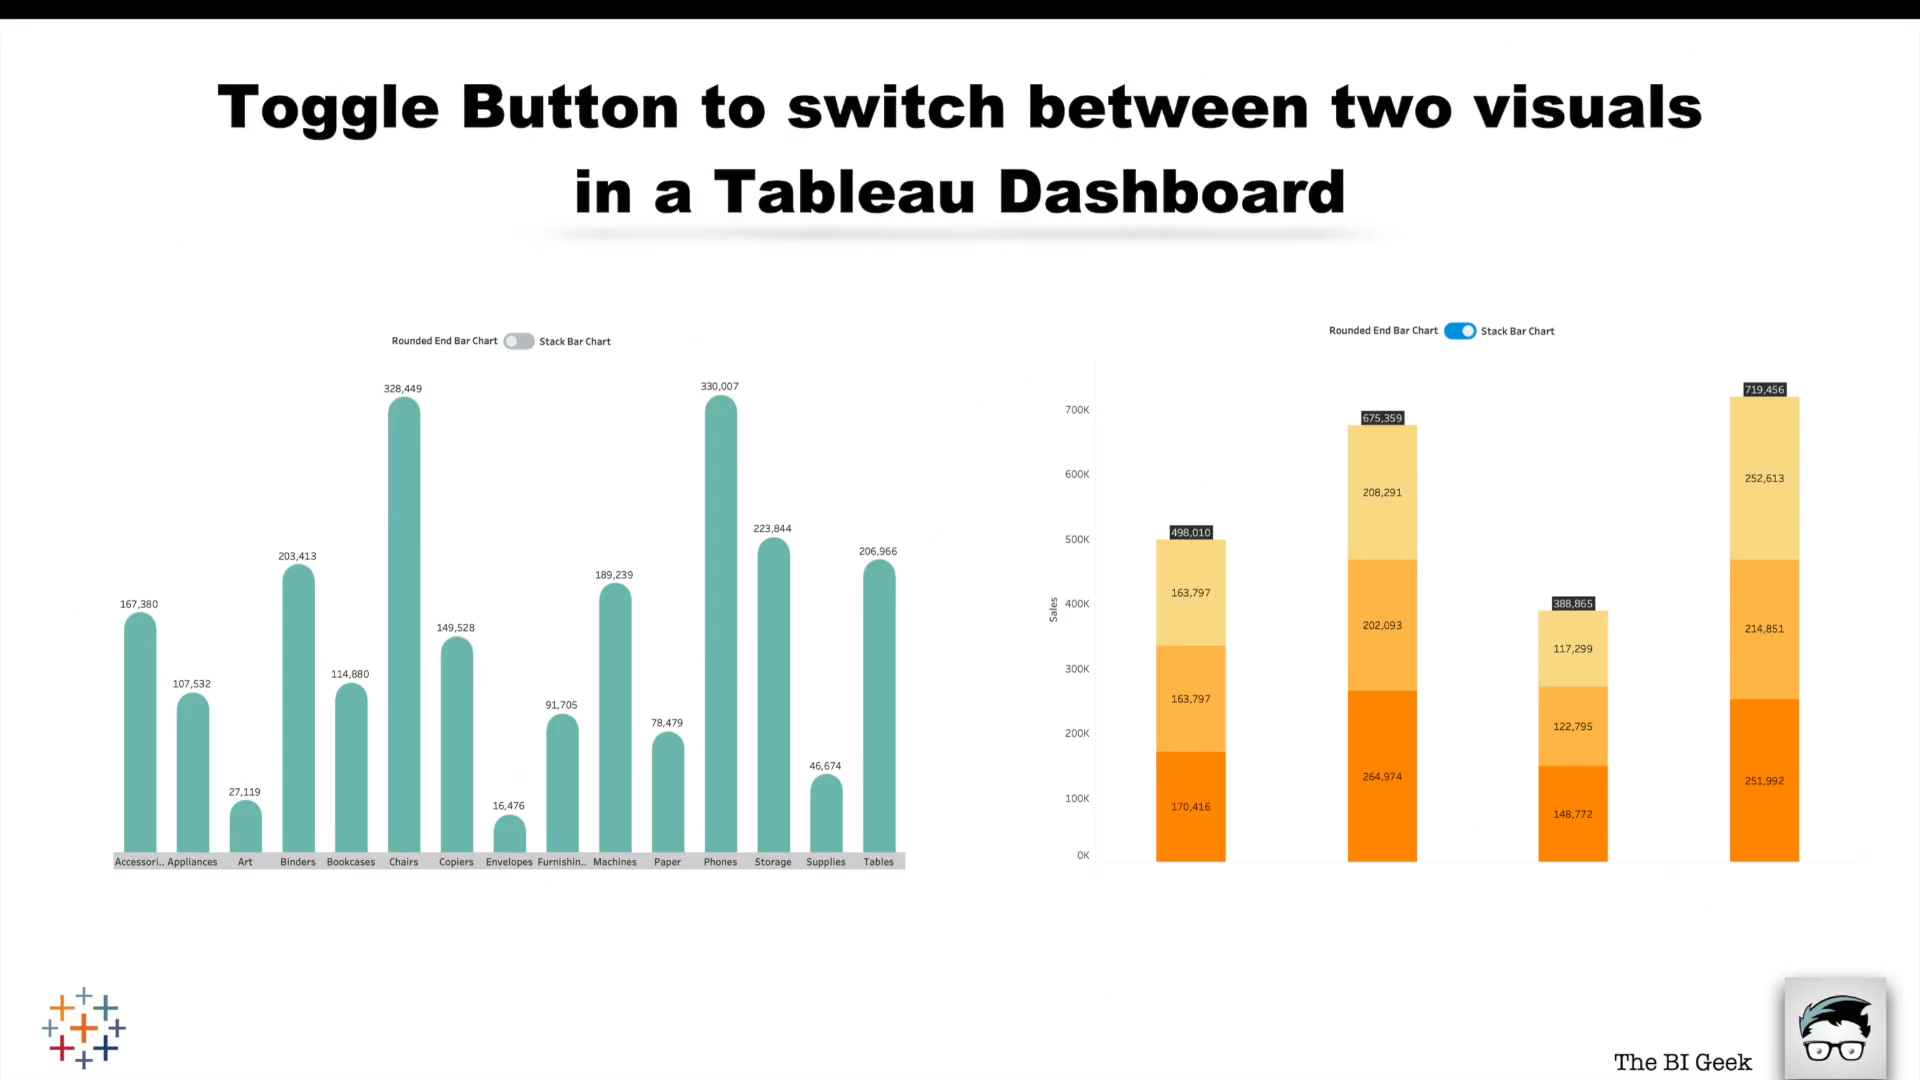 Toggle Button to switch between two visuals
in a Tableau Dashboard
Rounded End Bar Chart Stack Bar Chart
328,449
330,007
223,844
206,966
203,413
189,239
167,380
149,528
114,880
107,532
91,705
78,479
46,674
27,119
16,476
Accessori.. Appliances Art Binders Bookcases Chairs Copiers Envelopes Furnishin.. Machines Paper Phones Storage Supplies Tables
Rounded End Bar Chart Stack Bar Chart
Sales
700K
600K
500K
400K
300K
200K
100K
0K
498,010
163,797
163,797
170,416
675,359
208,291
202,093
264,974
388,865
117,299
122,795
148,772
719,456
252,613
214,851
251,992
The BI Geek